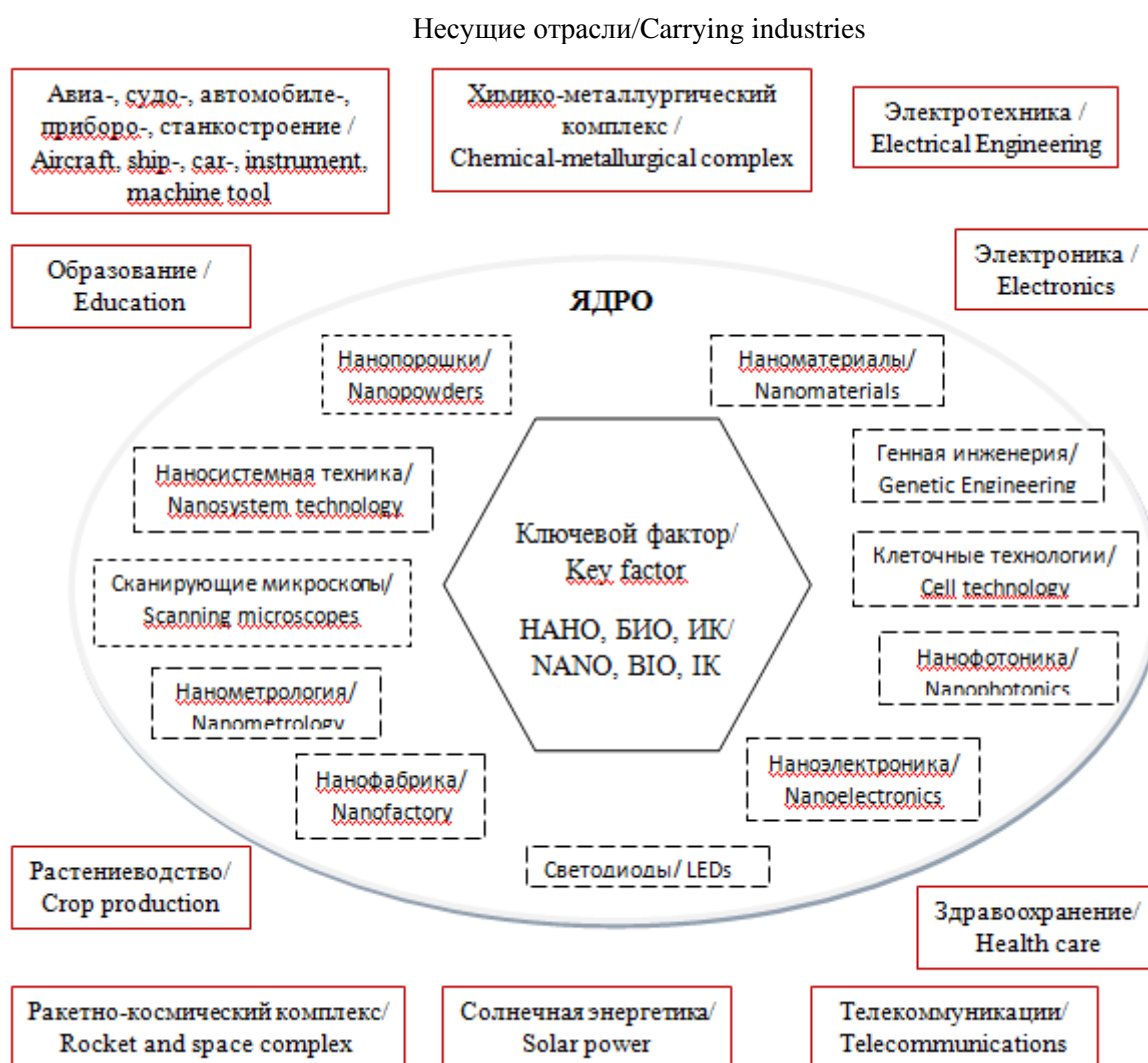 Несущие отрасли/Carrying industries
Авиа-, судо-, автомобиле-,
приборо-, станкостроение /
Aircraft, ship-, car-, instrument,
machine tool
Химико-металлургический
комплекс /
Chemical-metallurgical complex
Электротехника /
Electrical Engineering
Образование /
Education
Электроника /
Electronics
ЯДРО
Нанопорошки/
Nanopowders
Наноматериалы/
Nanomaterials
Наносистемная техника/
Nanosystem technology
Генная инженерия/
Genetic Engineering
Ключевой фактор/
Key factor
НАНО, БИО, ИК/
NANO, BIO, IК
Сканирующие микроскопы/
Scanning microscopes
Клеточные технологии/
Cell technology
Нанометрология/
Nanometrology
Нанофотоника/
Nanophotonics
Нанофабрика/
Nanofactory
Наноэлектроника/
Nanoelectronics
Светодиоды/ LEDs
Растениеводство/
Crop production
Здравоохранение/
Health care
Ракетно-космический комплекс/
Rocket and space complex
Солнечная энергетика/
Solar power
Телекоммуникации/
Telecommunications